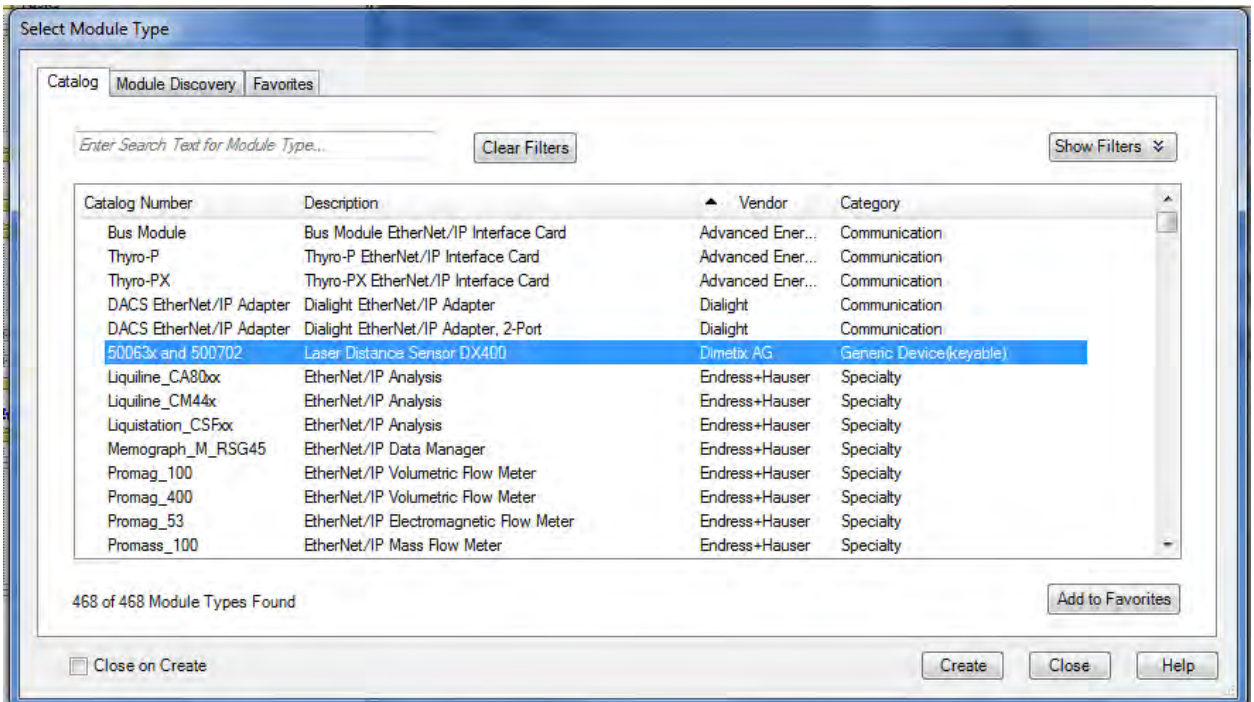 Select Module Type
Catalog Module Discovery Favorites
Enter Search Text for Module Type... Clear Filters Show Filters
Catalog Number Description Vendor Category
Bus Module Bus Module EtherNet/IP Interface Card Advanced Ener... Communication
Thyro-P Thyro-P EtherNet/IP Interface Card Advanced Ener... Communication
Thyro-PX Thyro-PX EtherNet/IP Interface Card Advanced Ener... Communication
DACS EtherNet/IP Adapter Dialight EtherNet/IP Adapter Dialight Communication
DACS EtherNet/IP Adapter Dialight EtherNet/IP Adapter, 2-Port Dialight Communication
50063x and 500702 Laser Distance Sensor DX400 Dimetix AG Generic Device(keyable)
Liquiline_CA80xx EtherNet/IP Analysis Endress+Hauser Specialty
Liquiline_CM44x EtherNet/IP Analysis Endress+Hauser Specialty
Liquistation_CSFxx EtherNet/IP Analysis Endress+Hauser Specialty
Memograph_M_RSG45 EtherNet/IP Data Manager Endress+Hauser Specialty
Promag_100 EtherNet/IP Volumetric Flow Meter Endress+Hauser Specialty
Promag_400 EtherNet/IP Volumetric Flow Meter Endress+Hauser Specialty
Promag_53 EtherNet/IP Electromagnetic Flow Meter Endress+Hauser Specialty
Promass_100 EtherNet/IP Mass Flow Meter Endress+Hauser Specialty
468 of 468 Module Types Found Add to Favorites
Close on Create Create Close Help